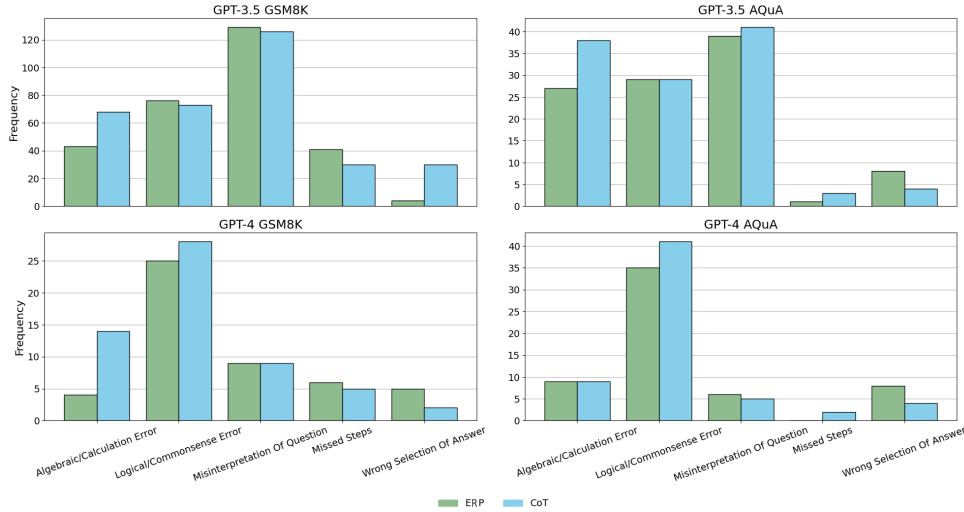 GPT-3.5 GSM8K
Frequency
120
100
80
60
40
20
0
GPT-3.5 AQuA
40
35
30
25
20
15
10
5
0
GPT-4 GSM8K
Frequency
25
20
15
10
5
0
Algebraic/Calculation Error
Logical/Commonsense Error
Misinterpretation Of Question
Missed Steps
Wrong Selection Of Answer
GPT-4 AQuA
40
35
30
25
20
15
10
5
0
Algebraic/Calculation Error
Logical/Commonsense Error
Misinterpretation Of Question
Missed Steps
Wrong Selection Of Answer
ERP CoT